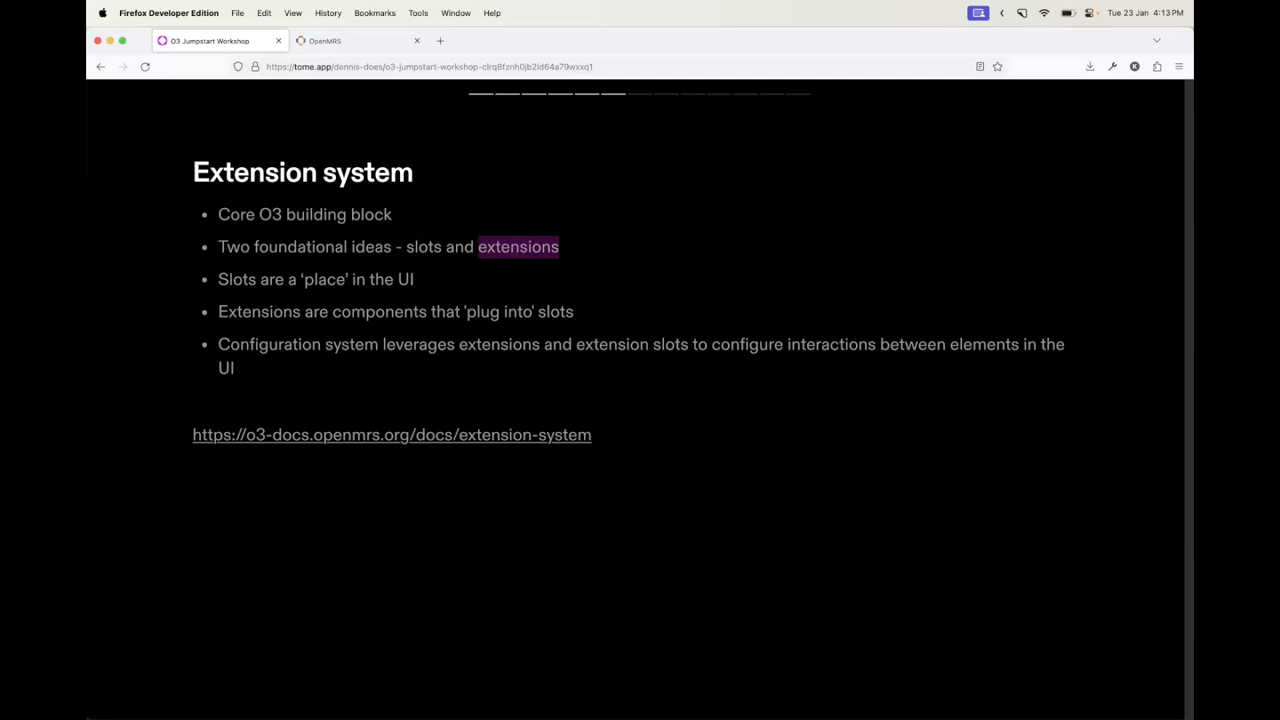 Firefox Developer Edition File Edit View History Bookmarks Tools Window Help Tue 23 Jan 4:13 PM
O3 Jumpstart Workshop OpenMRS
https://tome.app/dennis-does/o3-jumpstart-workshop-clrq8fznh0jb2id64a79wxxq1
Extension system
• Core O3 building block
• Two foundational ideas - slots and extensions
• Slots are a ‘place’ in the UI
• Extensions are components that 'plug into' slots
• Configuration system leverages extensions and extension slots to configure interactions between elements in the
UI
https://o3-docs.openmrs.org/docs/extension-system